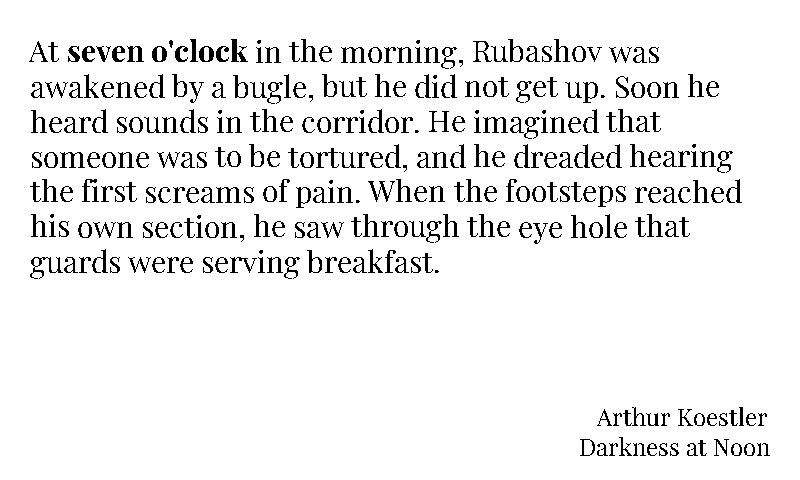 At seven o'clock in the morning, Rubashov was
awakened by a bugle, but he did not get up. Soon he
heard sounds in the corridor. He imagined that
someone was to be tortured, and he dreaded hearing
the first screams of pain. When the footsteps reached
his own section, he saw through the eye hole that
guards were serving breakfast.
Arthur Koestler
Darkness at Noon